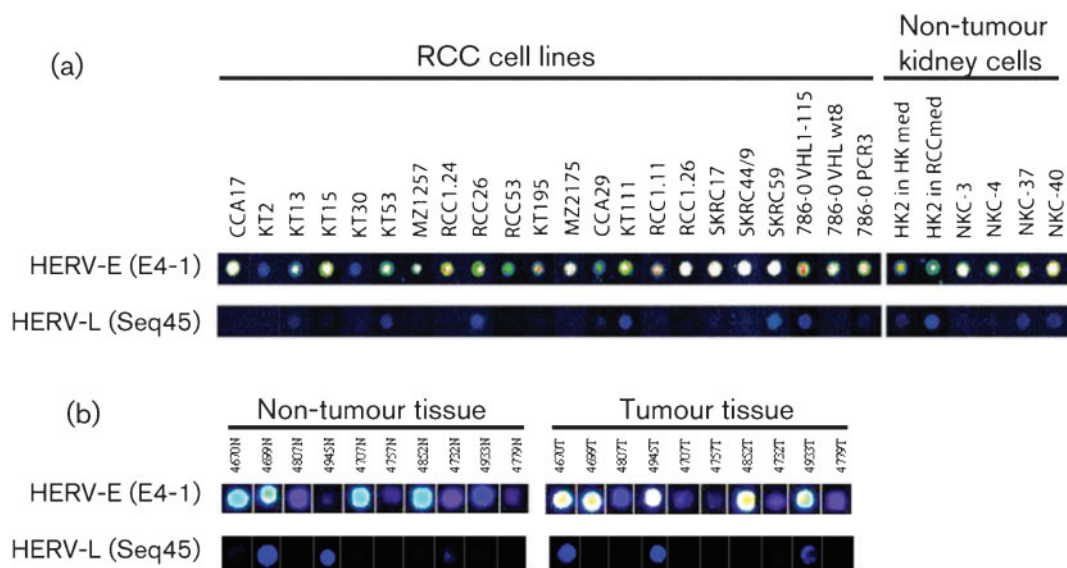 (a)
RCC cell lines
Non-tumour
kidney cells
CCA17
KT2
KT13
KT15
KT30
KT53
MZ1257
RCC1.24
RCC26
RCC53
KT195
MZ2175
CCA29
KT111
RCC1.11
RCC1.26
SKRC17
SKRC44/9
SKRC59
786-0 VHL1-115
786-0 VHL wt8
786-0 PCR3
HK2 in HK med
HK2 in RCCmed
NKC-3
NKC-4
NKC-37
NKC-40
HERV-E (E4-1)
HERV-L (Seq45)
(b)
Non-tumour tissue
Tumour tissue
4670N
4699N
4807N
4945N
4707N
4757N
4852N
4732N
4933N
4779N
4670T
4699T
4807T
4945T
4707T
4757T
4852T
4732T
4933T
4779T
HERV-E (E4-1)
HERV-L (Seq45)